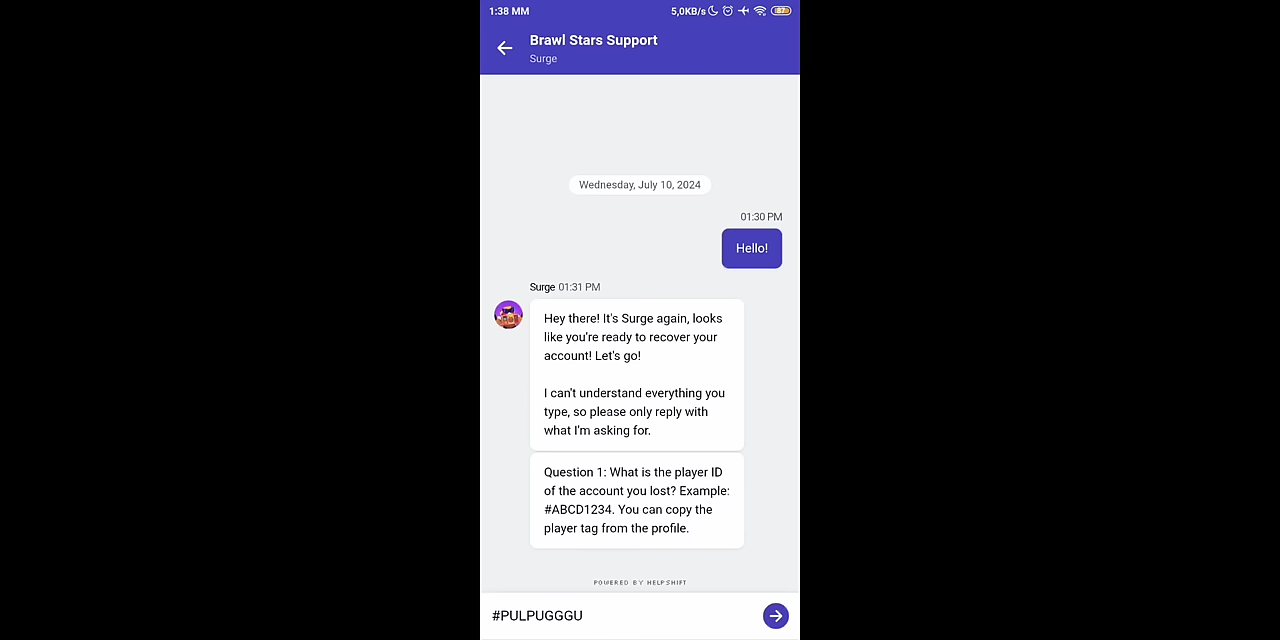 1:38 MM
5,0KB/s
87
Brawl Stars Support
Surge
Wednesday, July 10, 2024
01:30 PM
Hello!
Surge 01:31 PM
Hey there! It's Surge again, looks
like you're ready to recover your
account! Let's go!
I can't understand everything you
type, so please only reply with
what I'm asking for.
Question 1: What is the player ID
of the account you lost? Example:
#ABCD1234. You can copy the
player tag from the profile.
POWERED BY HELPSHIFT
#PULPUGGGU